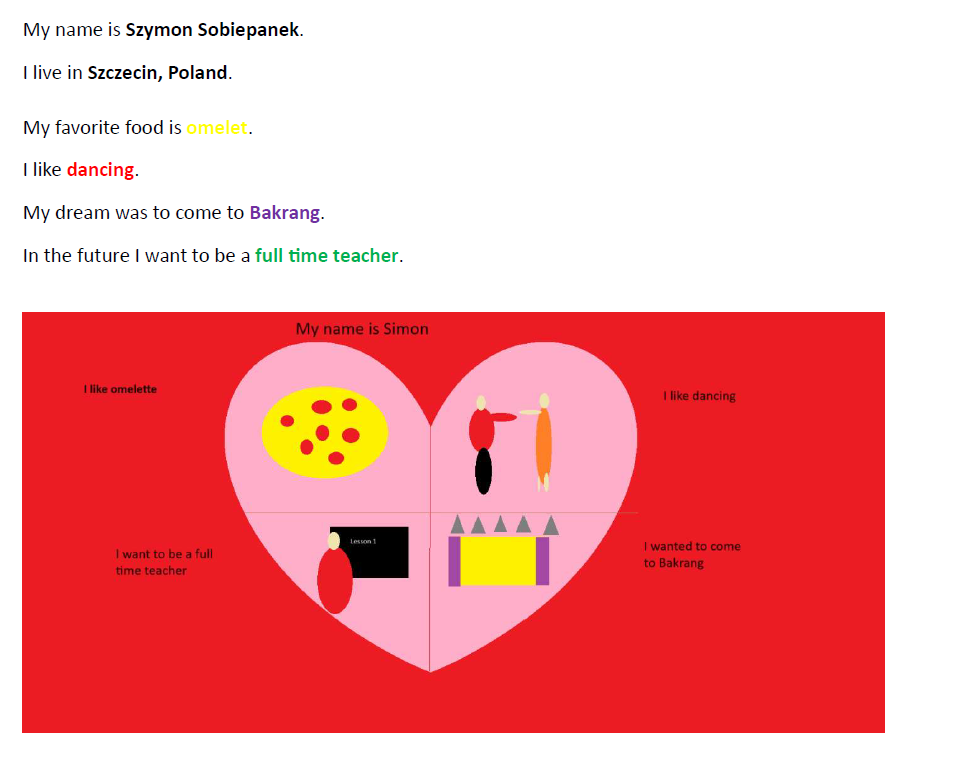 My name is Szymon Sobiepanek.
I live in Szczecin, Poland.
My favorite food is omelet.
I like dancing.
My dream was to come to Bakrang.
In the future I want to be a full time teacher.
My name is Simon
I like omelette
I like dancing
Lesson 1
I want to be a full
time teacher
I wanted to come
to Bakrang